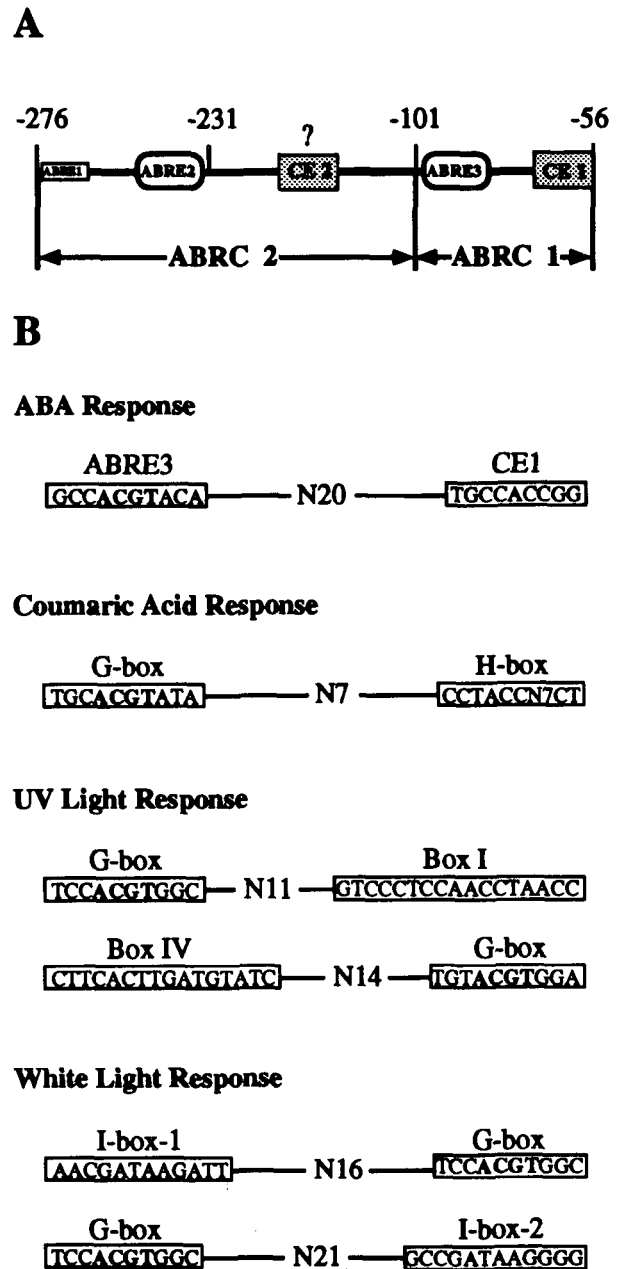 A
-276 -231 ? -101 -56
ABRE1 ABRE2 CE 2 ABRE3 CE 1
ABRC 2 ABRC 1
B
ABA Response
ABRE3 CE1
GCCACGTACA N20 TGCCACCGG
Coumaric Acid Response
G-box H-box
TGCACGTATA N7 CCTACCN7CT
UV Light Response
G-box Box I
TCCACGTGGC N11 GTCCCTCCAACCTAACC
Box IV G-box
CTTCACTTGATGTATC N14 TGTACGTGGA
White Light Response
I-box-1 G-box
AACGATAAGATT N16 TCCACGTGGC
G-box I-box-2
TCCACGTGGC N21 GCCGATAAGGGG